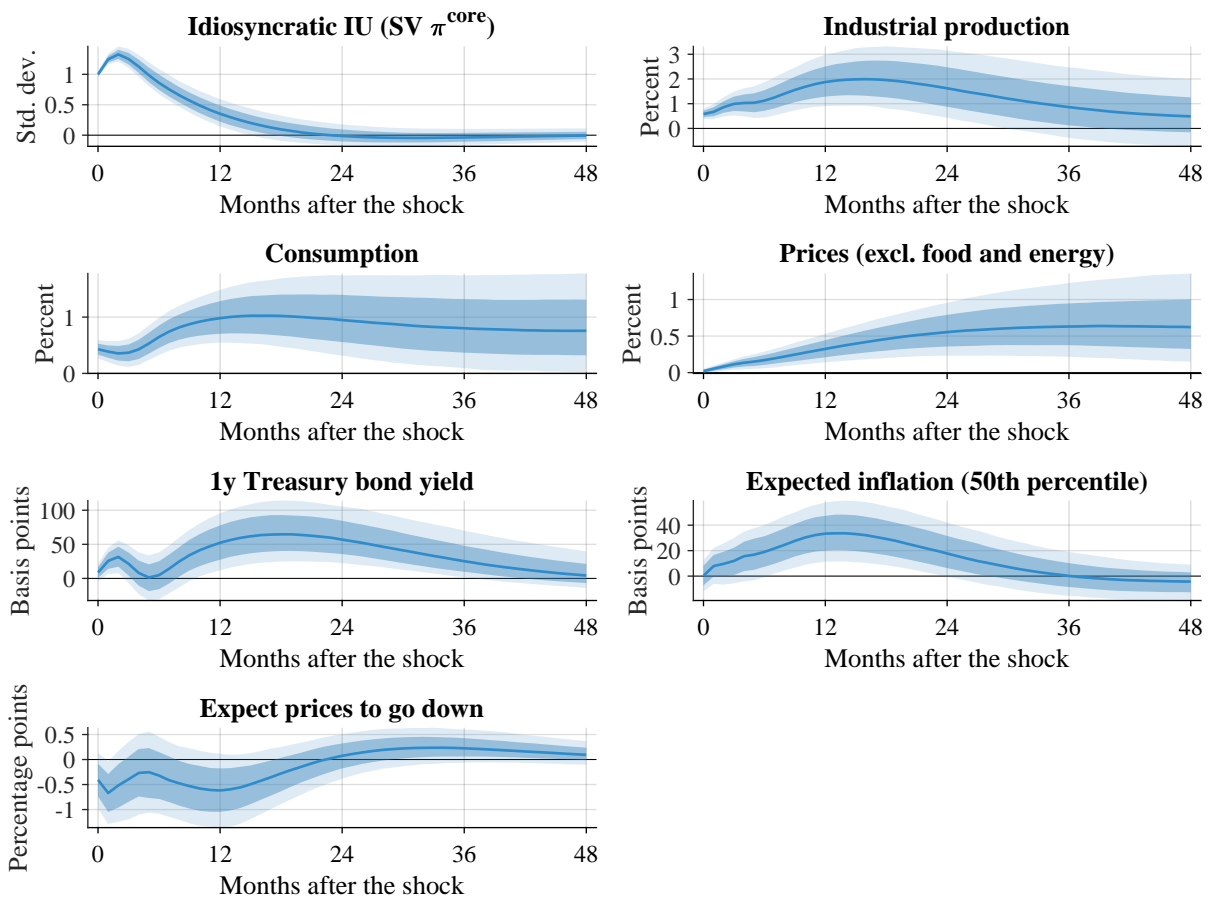 Idiosyncratic IU (SV π^core)
Std. dev.
1
0.5
0
0 12 24 36 48
Months after the shock
Industrial production
Percent
3
2
1
0
0 12 24 36 48
Months after the shock
Consumption
Percent
1
0
0 12 24 36 48
Months after the shock
Prices (excl. food and energy)
Percent
1
0.5
0
0 12 24 36 48
Months after the shock
1y Treasury bond yield
Basis points
100
50
0
0 12 24 36 48
Months after the shock
Expected inflation (50th percentile)
Basis points
40
20
0
0 12 24 36 48
Months after the shock
Expect prices to go down
Percentage points
0.5
0
-0.5
-1
0 12 24 36 48
Months after the shock